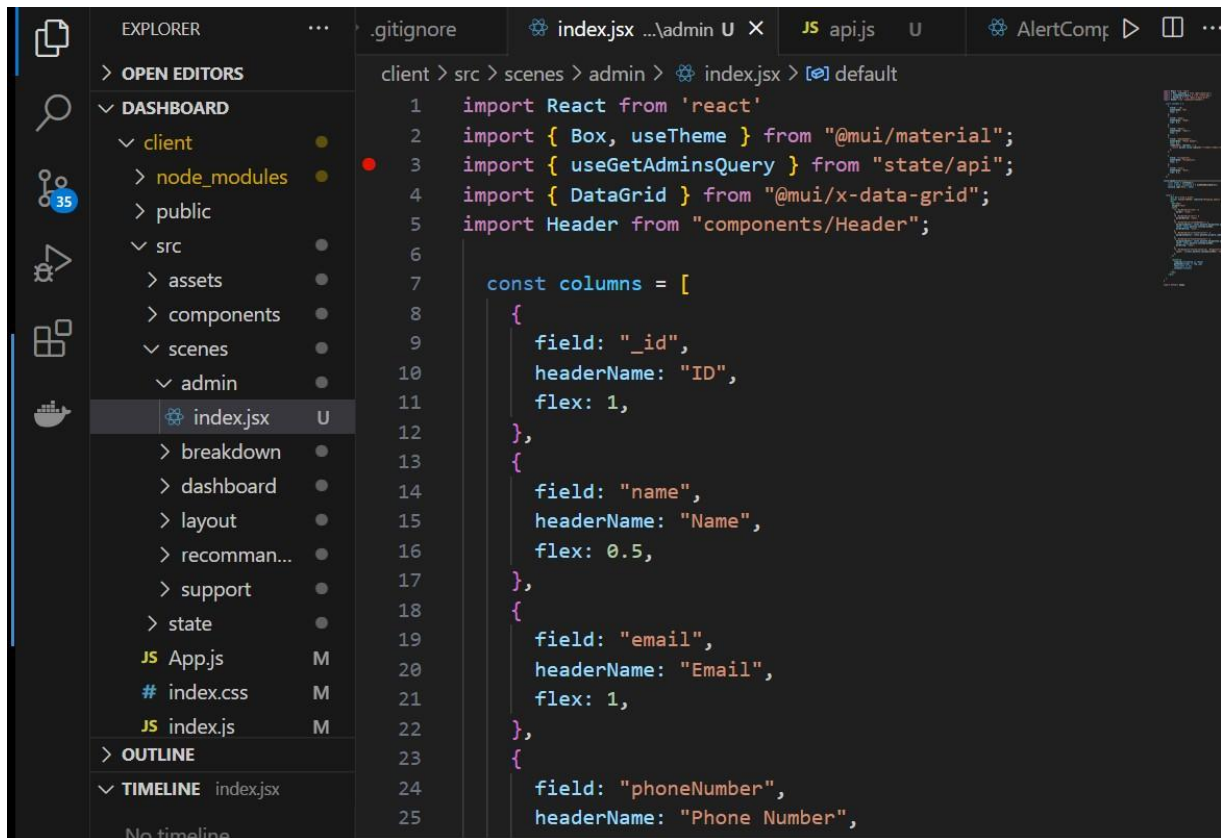 EXPLORER
OPEN EDITORS
DASHBOARD
client
node_modules
public
src
assets
components
scenes
admin
index.jsx U
breakdown
dashboard
layout
recomman...
support
state
JS App.js M
# index.css M
JS index.js M
OUTLINE
TIMELINE index.jsx
No timeline
35
.gitignore
index.jsx ...\admin U
JS api.js U
AlertComp
client > src > scenes > admin > index.jsx > default
1 import React from 'react'
2 import { Box, useTheme } from "@mui/material";
3 import { useGetAdminsQuery } from "state/api";
4 import { DataGrid } from "@mui/x-data-grid";
5 import Header from "components/Header";
6
7 const columns = [
8 {
9 field: "_id",
10 headerName: "ID",
11 flex: 1,
12 },
13 {
14 field: "name",
15 headerName: "Name",
16 flex: 0.5,
17 },
18 {
19 field: "email",
20 headerName: "Email",
21 flex: 1,
22 },
23 {
24 field: "phoneNumber",
25 headerName: "Phone Number",